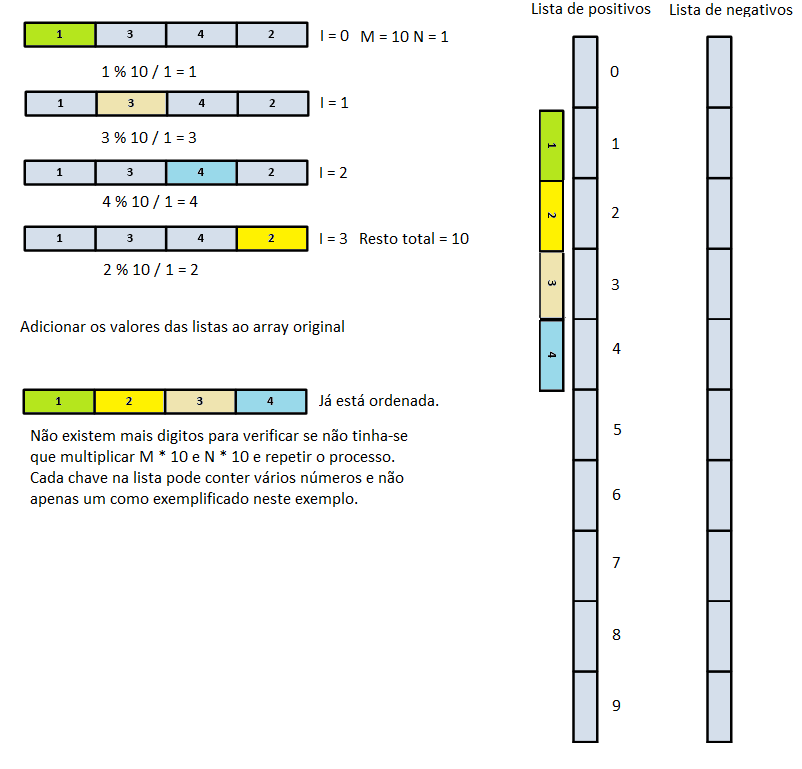 Lista de positivos Lista de negativos
1 3 4 2 I = 0 M = 10 N = 1
1 % 10 / 1 = 1
1 3 4 2 I = 1
3 % 10 / 1 = 3
1 3 4 2 I = 2
4 % 10 / 1 = 4
1 3 4 2 I = 3 Resto total = 10
2 % 10 / 1 = 2
Adicionar os valores das listas ao array original
1 2 3 4 Já está ordenada.
Não existem mais digitos para verificar se não tinha-se
que multiplicar M * 10 e N * 10 e repetir o processo.
Cada chave na lista pode conter vários números e não
apenas um como exemplificado neste exemplo.
0
1 1
2 2
3 3
4 4
5
6
7
8
9